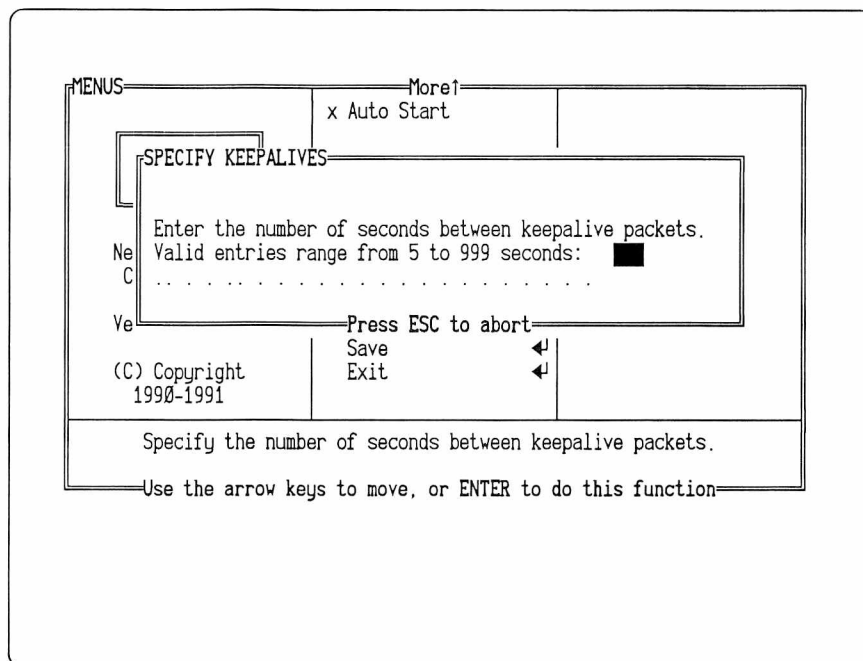 MENUS More↑
x Auto Start
SPECIFY KEEPALIVES
Enter the number of seconds between keepalive packets.
Ne Valid entries range from 5 to 999 seconds:
C .. . .. . . . . . . . . . . . . . . . . . . .
Ve Press ESC to abort
Save ↵
(C) Copyright Exit ↵
1990-1991
Specify the number of seconds between keepalive packets.
Use the arrow keys to move, or ENTER to do this function